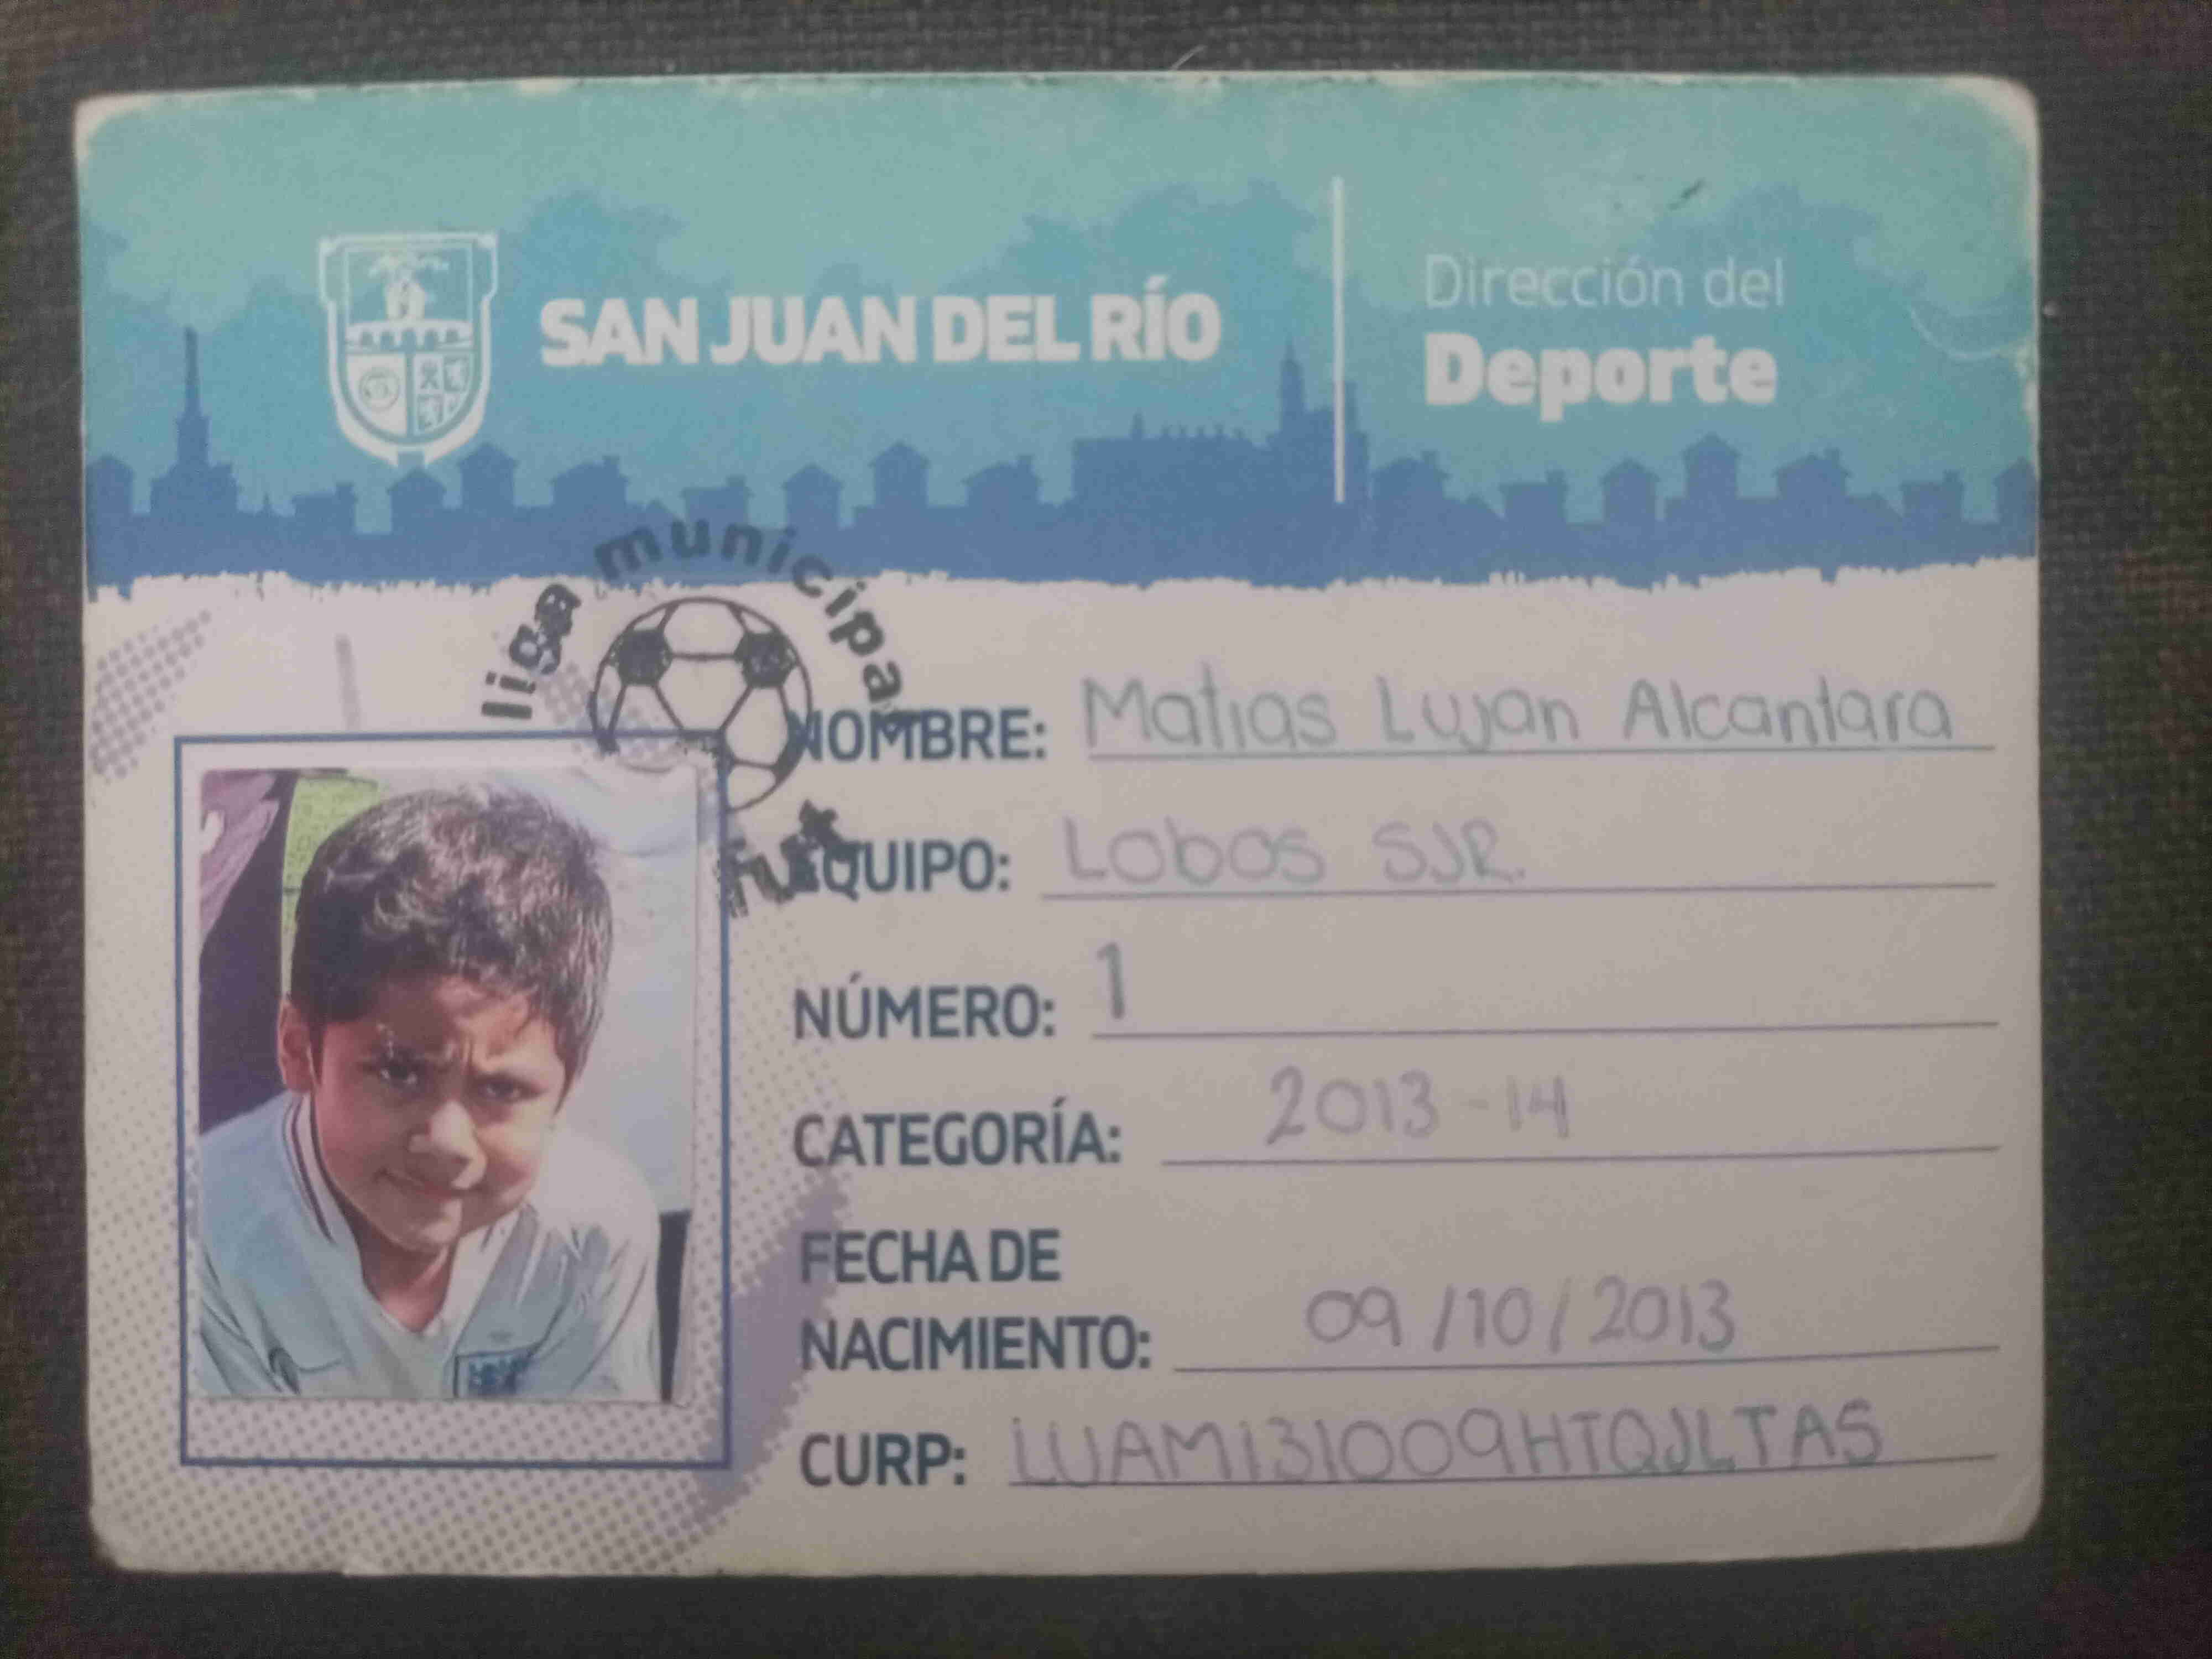 SAN JUAN DEL RÍO
Dirección del
Deporte
liga municipal
fut
NOMBRE: Matias Lujan Alcantara
EQUIPO: Lobos SJR.
NÚMERO: 1
CATEGORÍA: 2013-14
FECHA DE
NACIMIENTO: 09/10/2013
CURP: LUAM131009HTQJLTAS